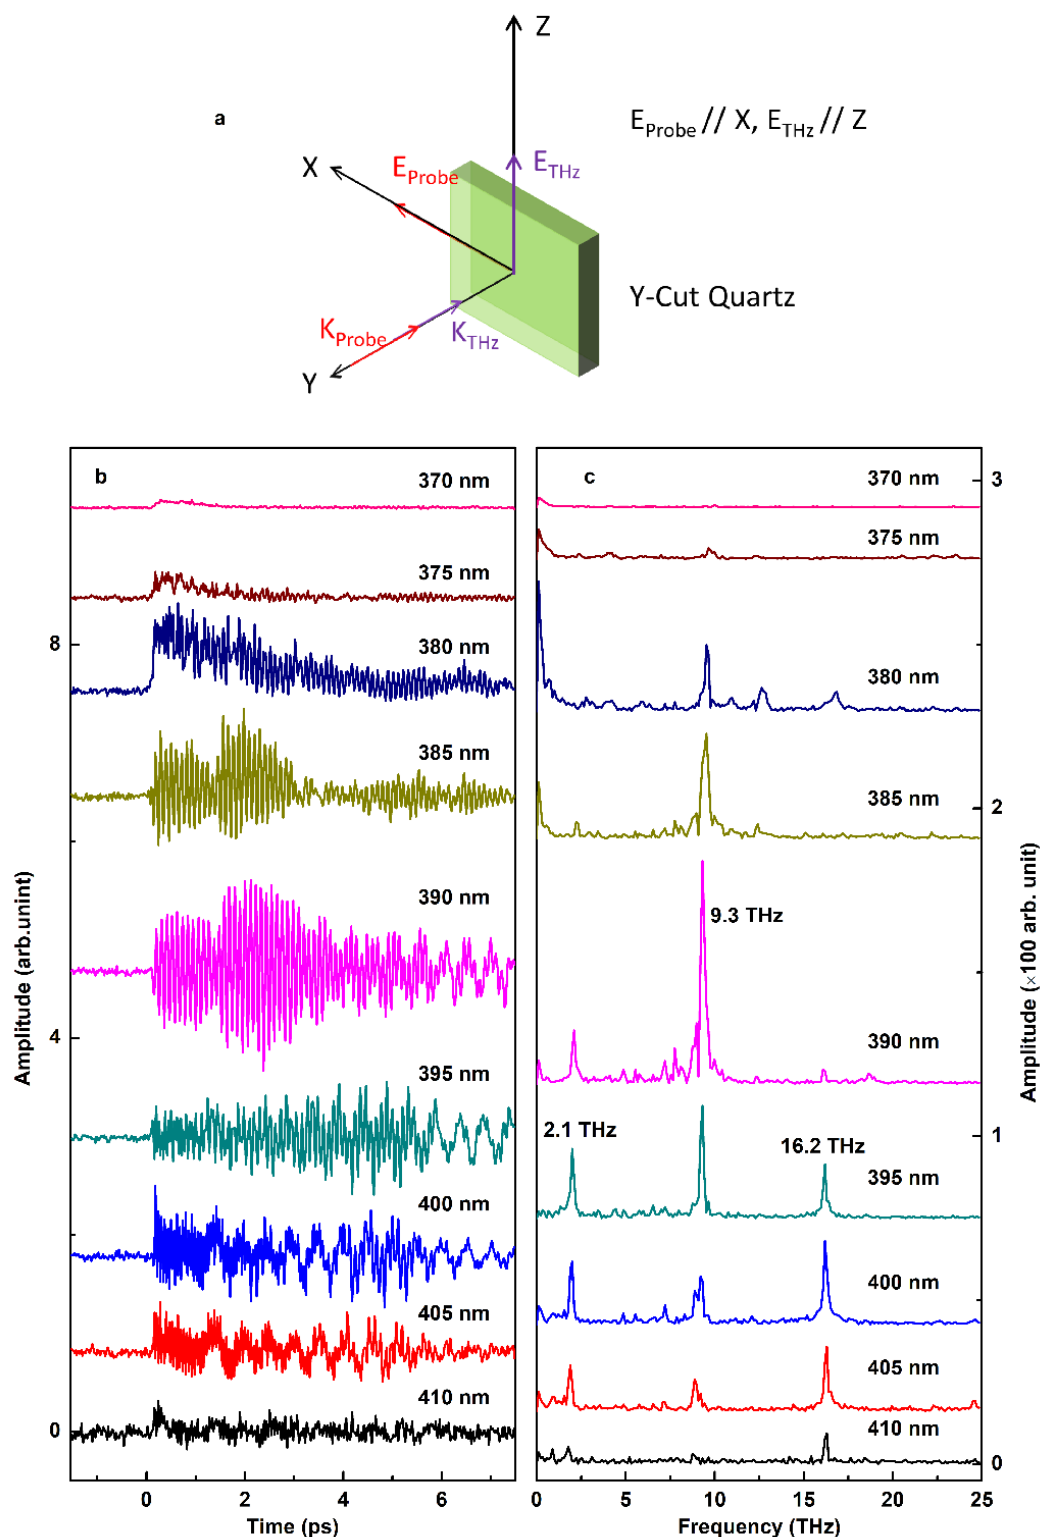 a
Z
E_Probe // X, E_THz // Z
X
E_Probe
E_THz
Y-Cut Quartz
K_Probe
K_THz
Y
b
370 nm
375 nm
380 nm
385 nm
390 nm
395 nm
400 nm
405 nm
410 nm
8
4
0
Amplitude (arb.unint)
0 2 4 6
Time (ps)
c
370 nm
375 nm
380 nm
385 nm
9.3 THz
390 nm
2.1 THz
16.2 THz
395 nm
400 nm
405 nm
410 nm
3
2
1
0
Amplitude (×100 arb. unit)
0 5 10 15 20 25
Frequency (THz)